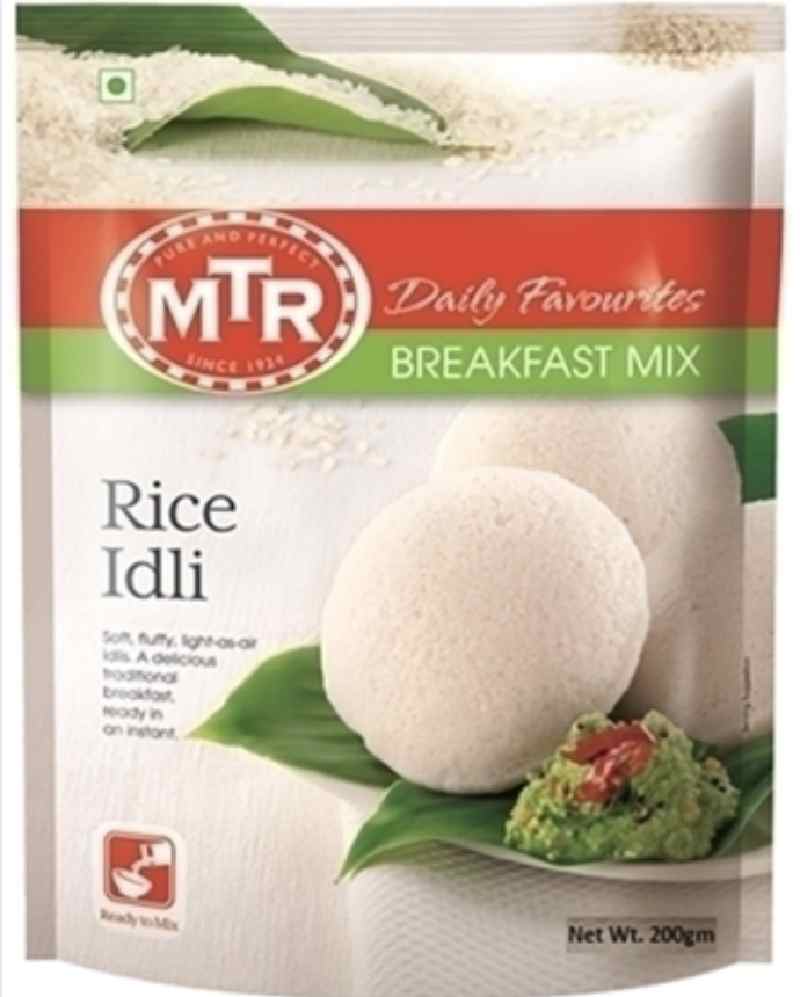 PURE AND PERFECT
MTR
SINCE 1924
Daily Favourites
BREAKFAST MIX
Rice
Idli
Soft, fluffy, light-as-air
idlis. A delicious
traditional
breakfast,
ready in
an instant.
Ready to Mix
Net Wt. 200gm